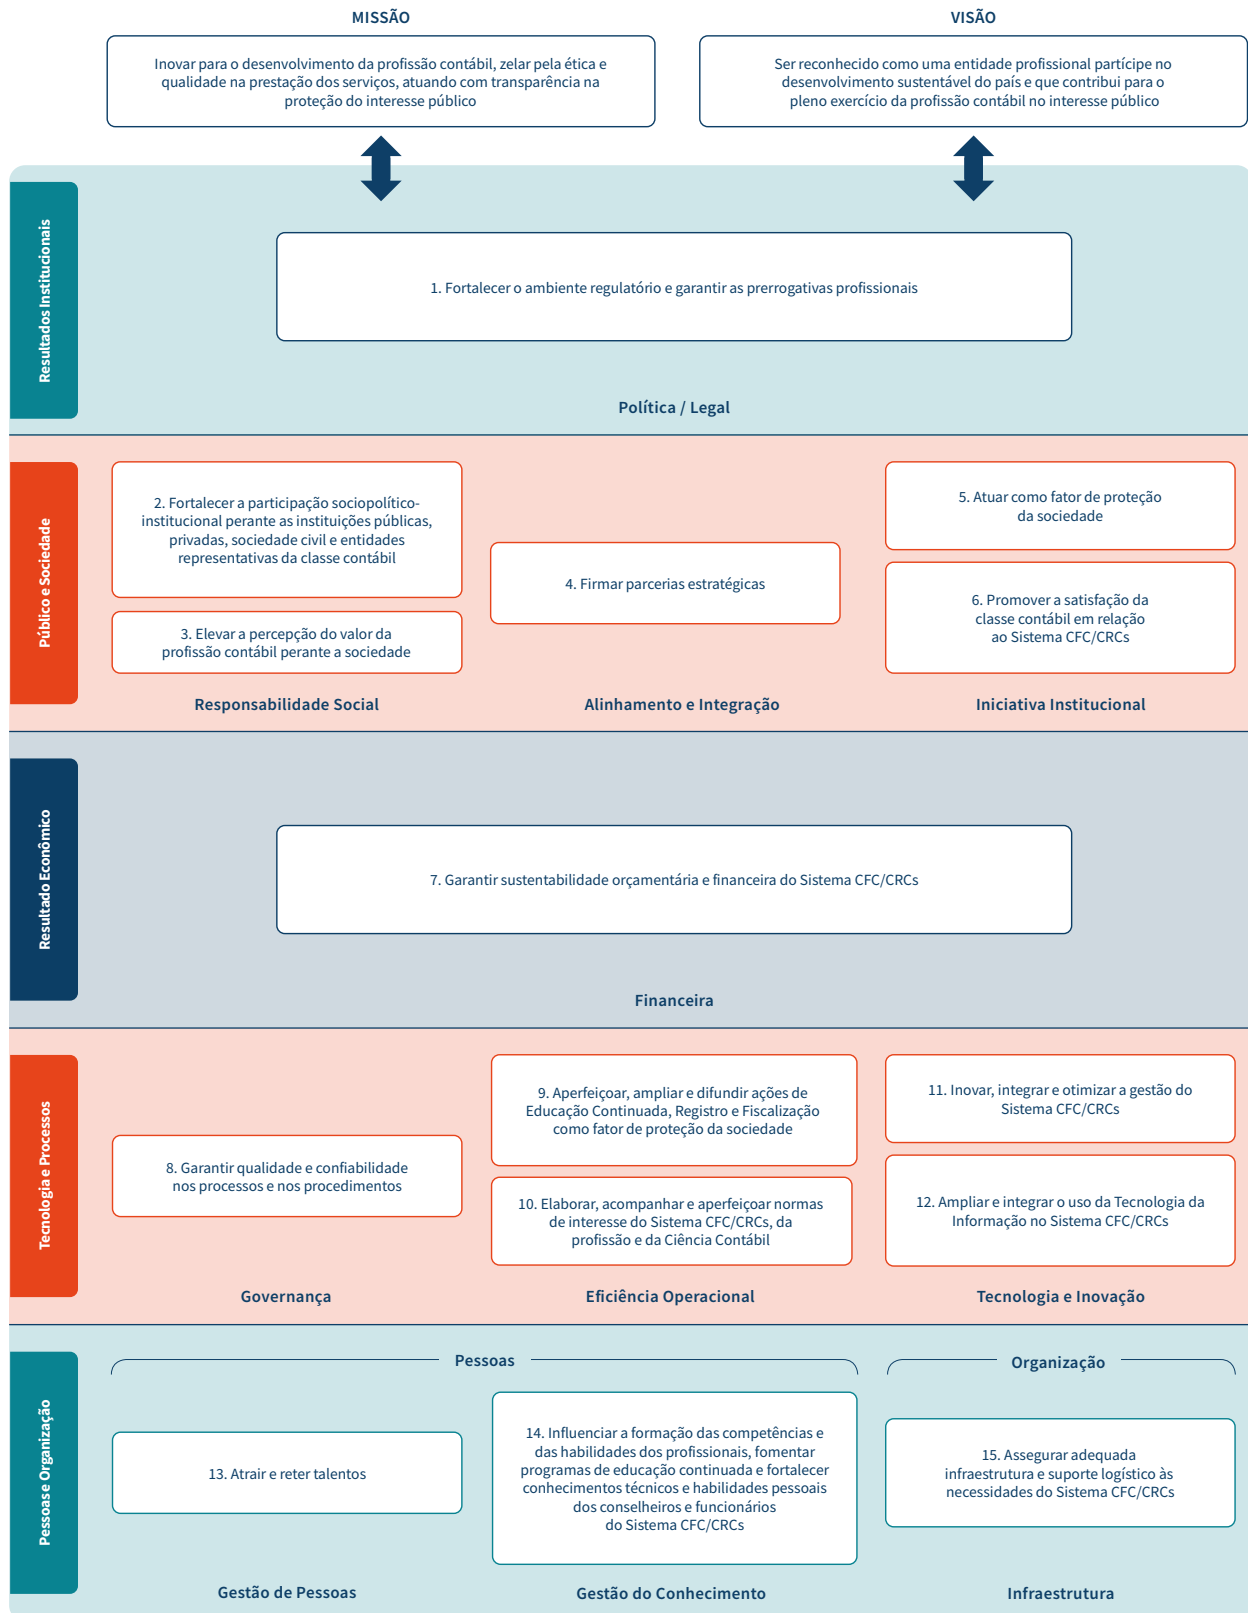 MISSÃO
Inovar para o desenvolvimento da profissão contábil, zelar pela ética e
qualidade na prestação dos serviços, atuando com transparência na
proteção do interesse público
VISÃO
Ser reconhecido como uma entidade profissional partícipe no
desenvolvimento sustentável do país e que contribui para o
pleno exercício da profissão contábil no interesse público
Resultados Institucionais
1. Fortalecer o ambiente regulatório e garantir as prerrogativas profissionais
Política / Legal
Público e Sociedade
2. Fortalecer a participação sociopolítico-
institucional perante as instituições públicas,
privadas, sociedade civil e entidades
representativas da classe contábil
3. Elevar a percepção do valor da
profissão contábil perante a sociedade
Responsabilidade Social
4. Firmar parcerias estratégicas
Alinhamento e Integração
5. Atuar como fator de proteção
da sociedade
6. Promover a satisfação da
classe contábil em relação
ao Sistema CFC/CRCs
Iniciativa Institucional
Resultado Econômico
7. Garantir sustentabilidade orçamentária e financeira do Sistema CFC/CRCs
Financeira
Tecnologia e Processos
8. Garantir qualidade e confiabilidade
nos processos e nos procedimentos
Governança
9. Aperfeiçoar, ampliar e difundir ações de
Educação Continuada, Registro e Fiscalização
como fator de proteção da sociedade
10. Elaborar, acompanhar e aperfeiçoar normas
de interesse do Sistema CFC/CRCs, da
profissão e da Ciência Contábil
Eficiência Operacional
11. Inovar, integrar e otimizar a gestão do
Sistema CFC/CRCs
12. Ampliar e integrar o uso da Tecnologia da
Informação no Sistema CFC/CRCs
Tecnologia e Inovação
Pessoas e Organização
Pessoas
13. Atrair e reter talentos
Gestão de Pessoas
14. Influenciar a formação das competências e
das habilidades dos profissionais, fomentar
programas de educação continuada e fortalecer
conhecimentos técnicos e habilidades pessoais
dos conselheiros e funcionários
do Sistema CFC/CRCs
Gestão do Conhecimento
Organização
15. Assegurar adequada
infraestrutura e suporte logístico às
necessidades do Sistema CFC/CRCs
Infraestrutura